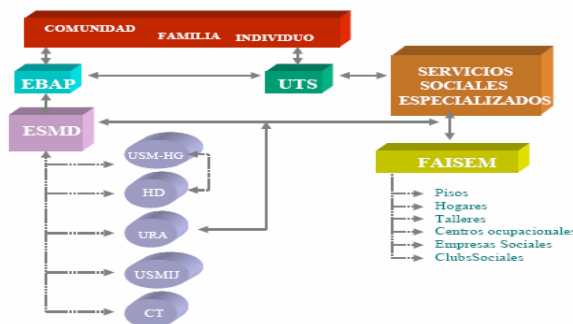 COMUNIDAD FAMILIA INDIVIDUO
EBAP
UTS
SERVICIOS
SOCIALES
ESPECIALIZADOS
ESMD
FAISEM
USM-HG
HD
URA
USMIJ
CT
Pisos
Hogares
Talleres
Centros ocupacionales
Empresas Sociales
ClubsSociales